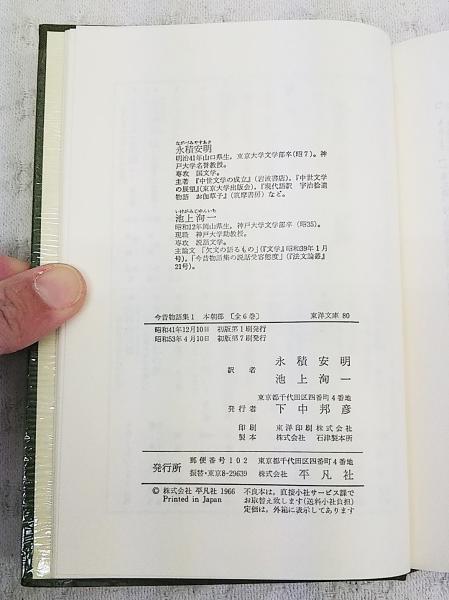 ながづみやすあき
永積安明
明治41年山口県生，東京大学文学部卒(昭7)。神
戸大学名誉教授。
専攻 国文学。
主著 『中世文学の成立』(岩波書店)，『中世文学
の展望』(東京大学出版会)，『現代語訳 宇治拾遺
物語 お伽草子』(筑摩書房)など。
いけがみじゅんいち
池上洵一
昭和12年岡山県生，神戸大学文学部卒(昭35)。
現職 神戸大学助教授。
専攻 説話文学。
主論文 「欠文の語るもの」(『文学』昭和39年1月
号)，「今昔物語集の説話受容態度」(『法文論叢』
21号)。
今昔物語集1 本朝部 [全6巻] 東洋文庫 80
昭和41年12月10日 初版第1刷発行
昭和53年4月10日 初版第7刷発行
訳者 永積安明
池上洵一
東京都千代田区四番町4番地
発行者 下中邦彦
印刷 東洋印刷株式会社
製本 株式会社 石津製本所
発行所 郵便番号102 東京都千代田区四番町4番地
振替・東京8-29639 株式会社 平凡社
© 株式会社 平凡社 1966 不良本は，直接小社サービス課で
Printed in Japan お取替え致します(送料小社負担)
定価は，外箱に表示してあります